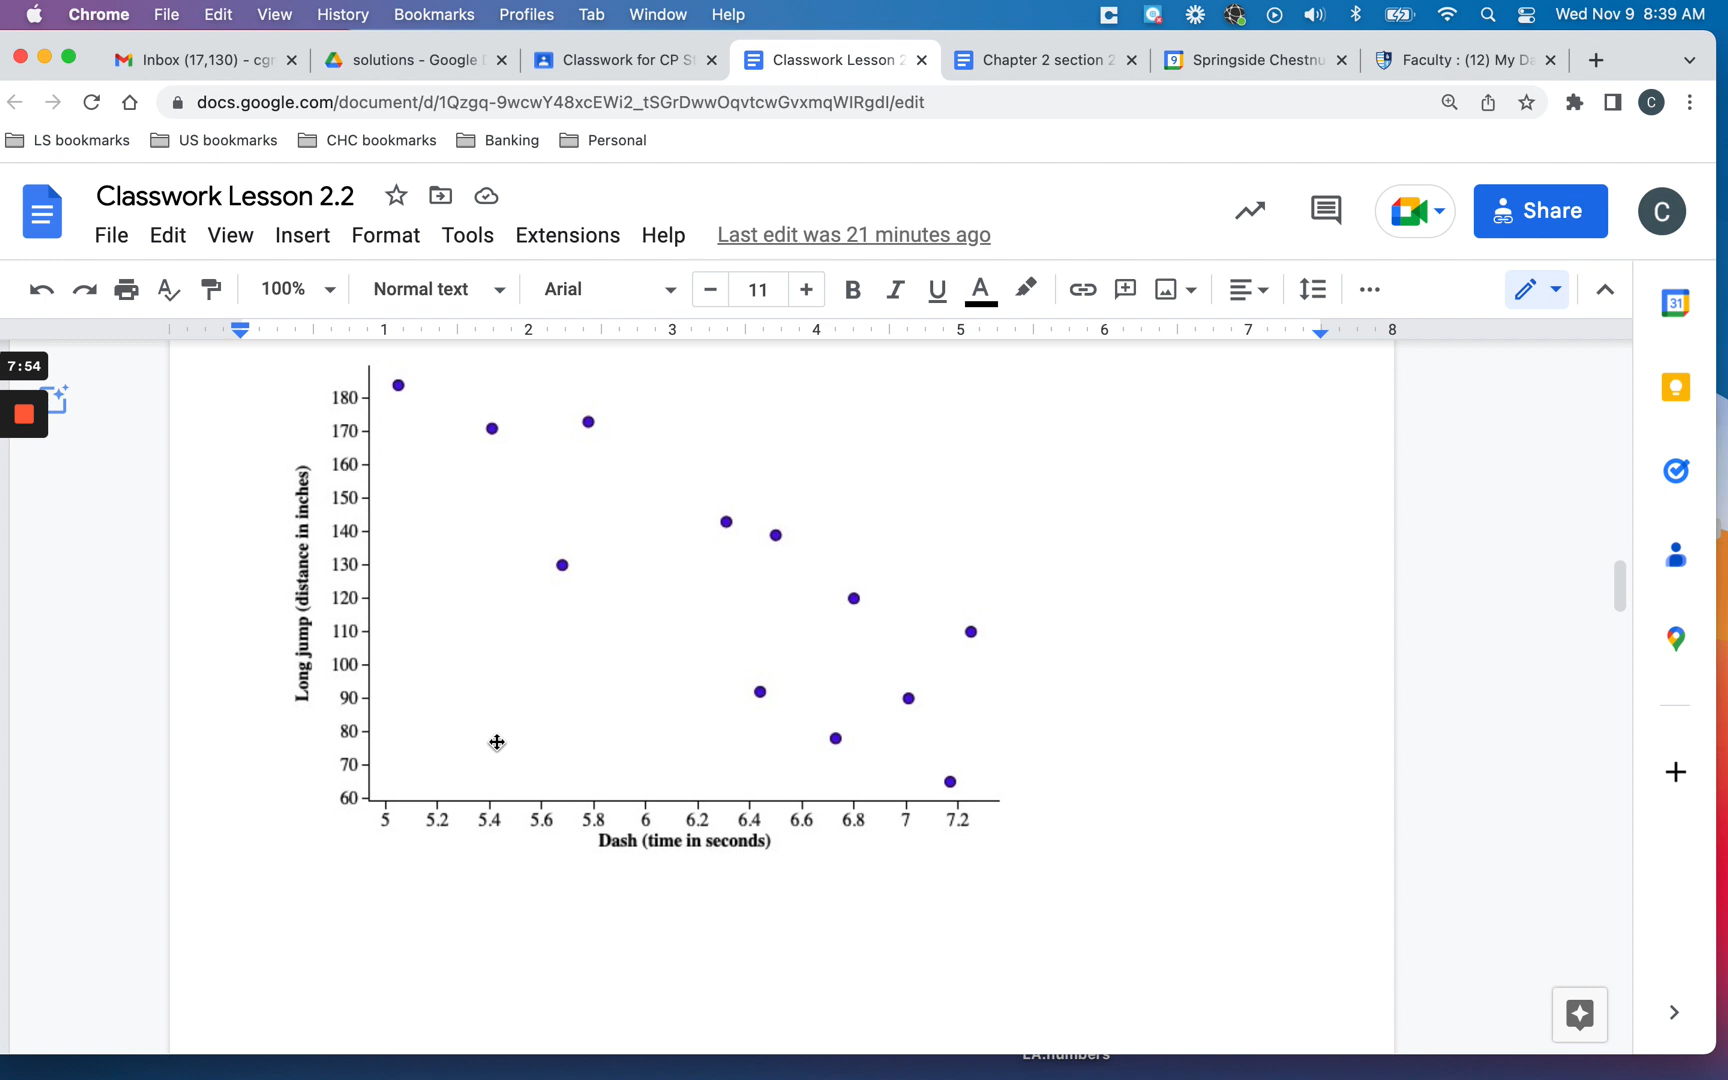 Chrome File Edit View History Bookmarks Profiles Tab Window Help Wed Nov 9 8:39 AM
Inbox (17,130) - cgr solutions - Google Classwork for CP S Classwork Lesson 2 Chapter 2 section 2 Springside Chestnu Faculty : (12) My Da
docs.google.com/document/d/1Qzgq-9wcwY48xcEWi2_tSGrDwwOqvtcwGvxmqWIRgdI/edit C
LS bookmarks US bookmarks CHC bookmarks Banking Personal
Classwork Lesson 2.2 Share C
File Edit View Insert Format Tools Extensions Help Last edit was 21 minutes ago
100% Normal text Arial 11 B I U A 31
1 2 3 4 5 6 7 8
7:54
180
170
160
150
140
130
120
110
100
90
80
70
60
Long jump (distance in inches)
5 5.2 5.4 5.6 5.8 6 6.2 6.4 6.6 6.8 7 7.2
Dash (time in seconds)